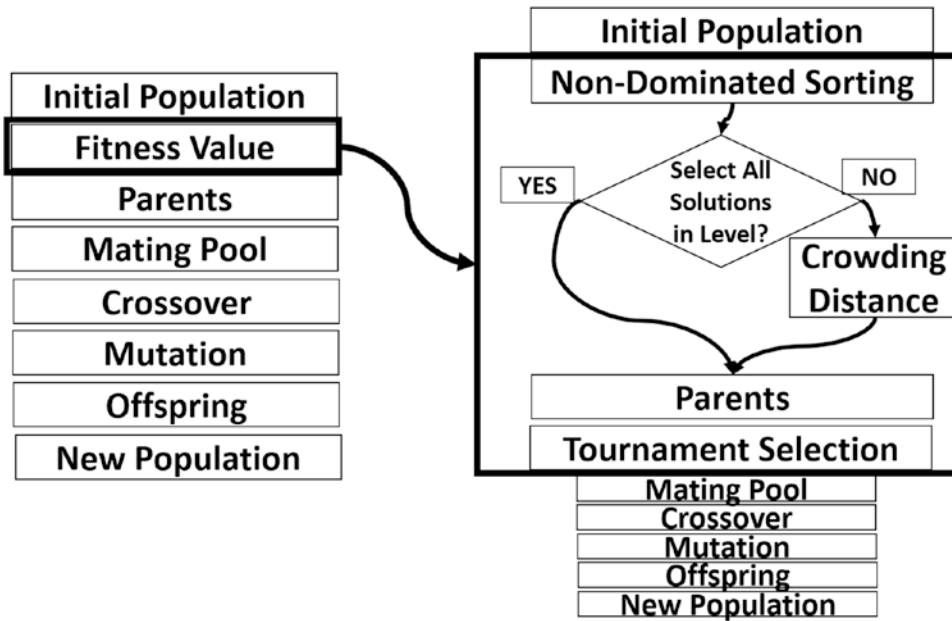 Initial Population
Fitness Value
Parents
Mating Pool
Crossover
Mutation
Offspring
New Population
Initial Population
Non-Dominated Sorting
Select All
Solutions
in Level?
YES
NO
Crowding
Distance
Parents
Tournament Selection
Mating Pool
Crossover
Mutation
Offspring
New Population